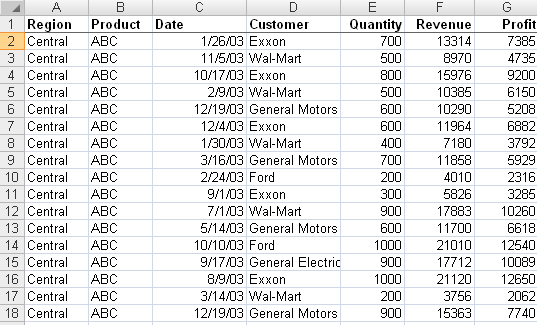 A B C D E F G
1 Region Product Date Customer Quantity Revenue Profit
2 Central ABC 1/26/03 Exxon 700 13314 7385
3 Central ABC 11/5/03 Wal-Mart 500 8970 4735
4 Central ABC 10/17/03 Exxon 800 15976 9200
5 Central ABC 2/9/03 Wal-Mart 500 10385 6150
6 Central ABC 12/19/03 General Motors 600 10290 5208
7 Central ABC 12/4/03 Exxon 600 11964 6882
8 Central ABC 1/30/03 Wal-Mart 400 7180 3792
9 Central ABC 3/16/03 General Motors 700 11858 5929
10 Central ABC 2/24/03 Ford 200 4010 2316
11 Central ABC 9/1/03 Exxon 300 5826 3285
12 Central ABC 7/1/03 Wal-Mart 900 17883 10260
13 Central ABC 5/14/03 General Motors 600 11700 6618
14 Central ABC 10/10/03 Ford 1000 21010 12540
15 Central ABC 9/17/03 General Electric 900 17712 10089
16 Central ABC 8/9/03 Exxon 1000 21120 12650
17 Central ABC 3/14/03 Wal-Mart 200 3756 2062
18 Central ABC 12/19/03 General Motors 900 15363 7740